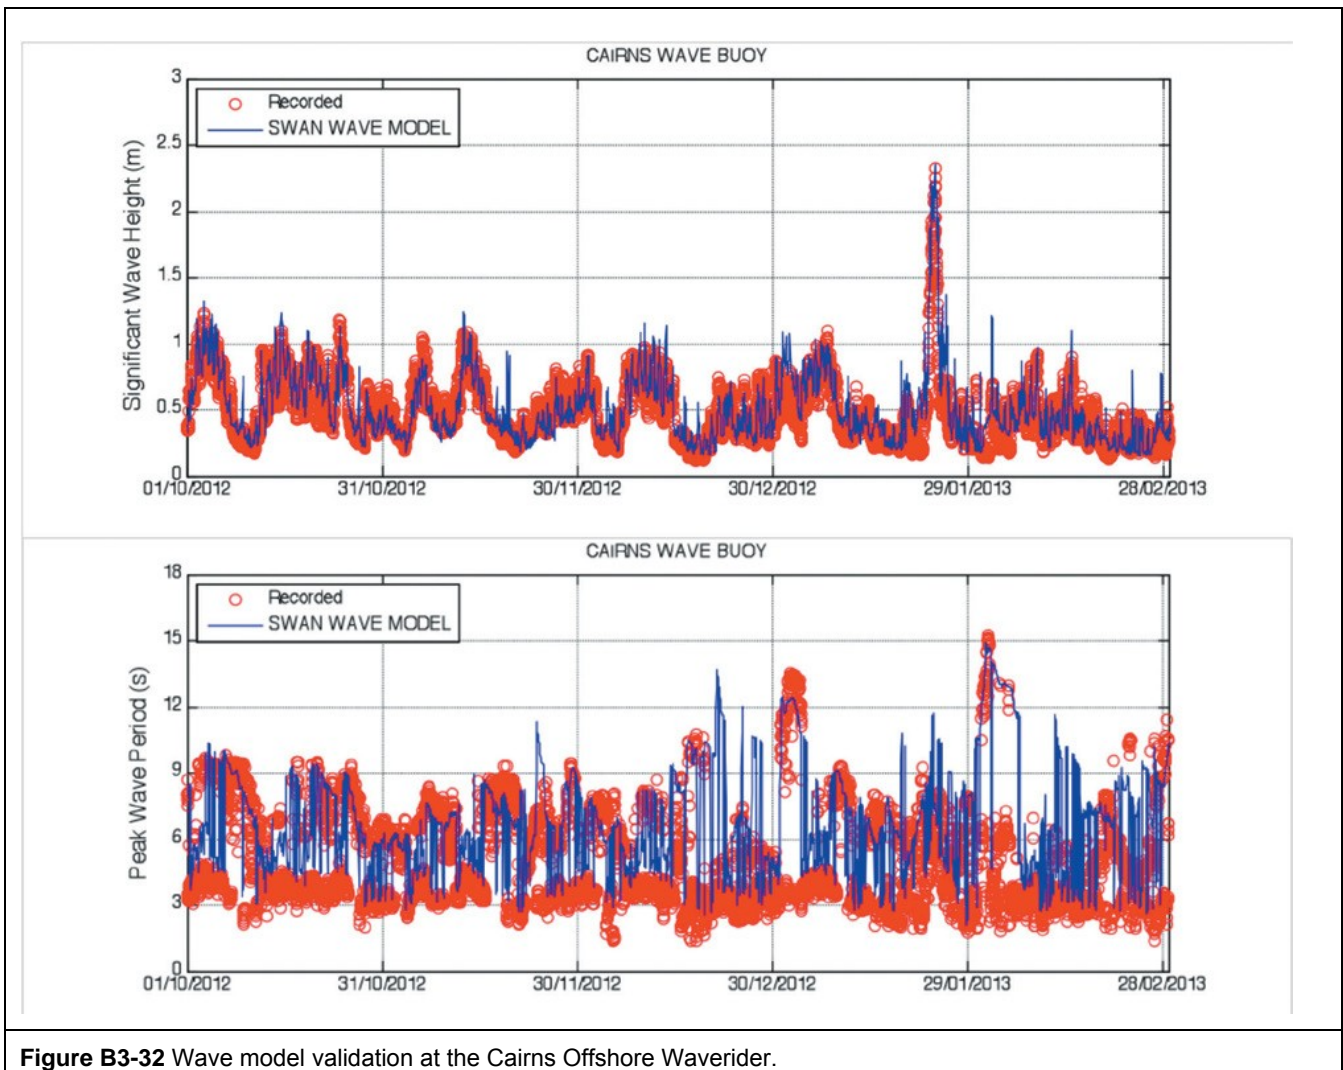 CAIRNS WAVE BUOY
3
2.5
2
1.5
1
0.5
0
Significant Wave Height (m)
Recorded
SWAN WAVE MODEL
01/10/2012 31/10/2012 30/11/2012 30/12/2012 29/01/2013 28/02/2013
CAIRNS WAVE BUOY
18
15
12
9
6
3
0
Peak Wave Period (s)
Recorded
SWAN WAVE MODEL
01/10/2012 31/10/2012 30/11/2012 30/12/2012 29/01/2013 28/02/2013
Figure B3-32 Wave model validation at the Cairns Offshore Waverider.